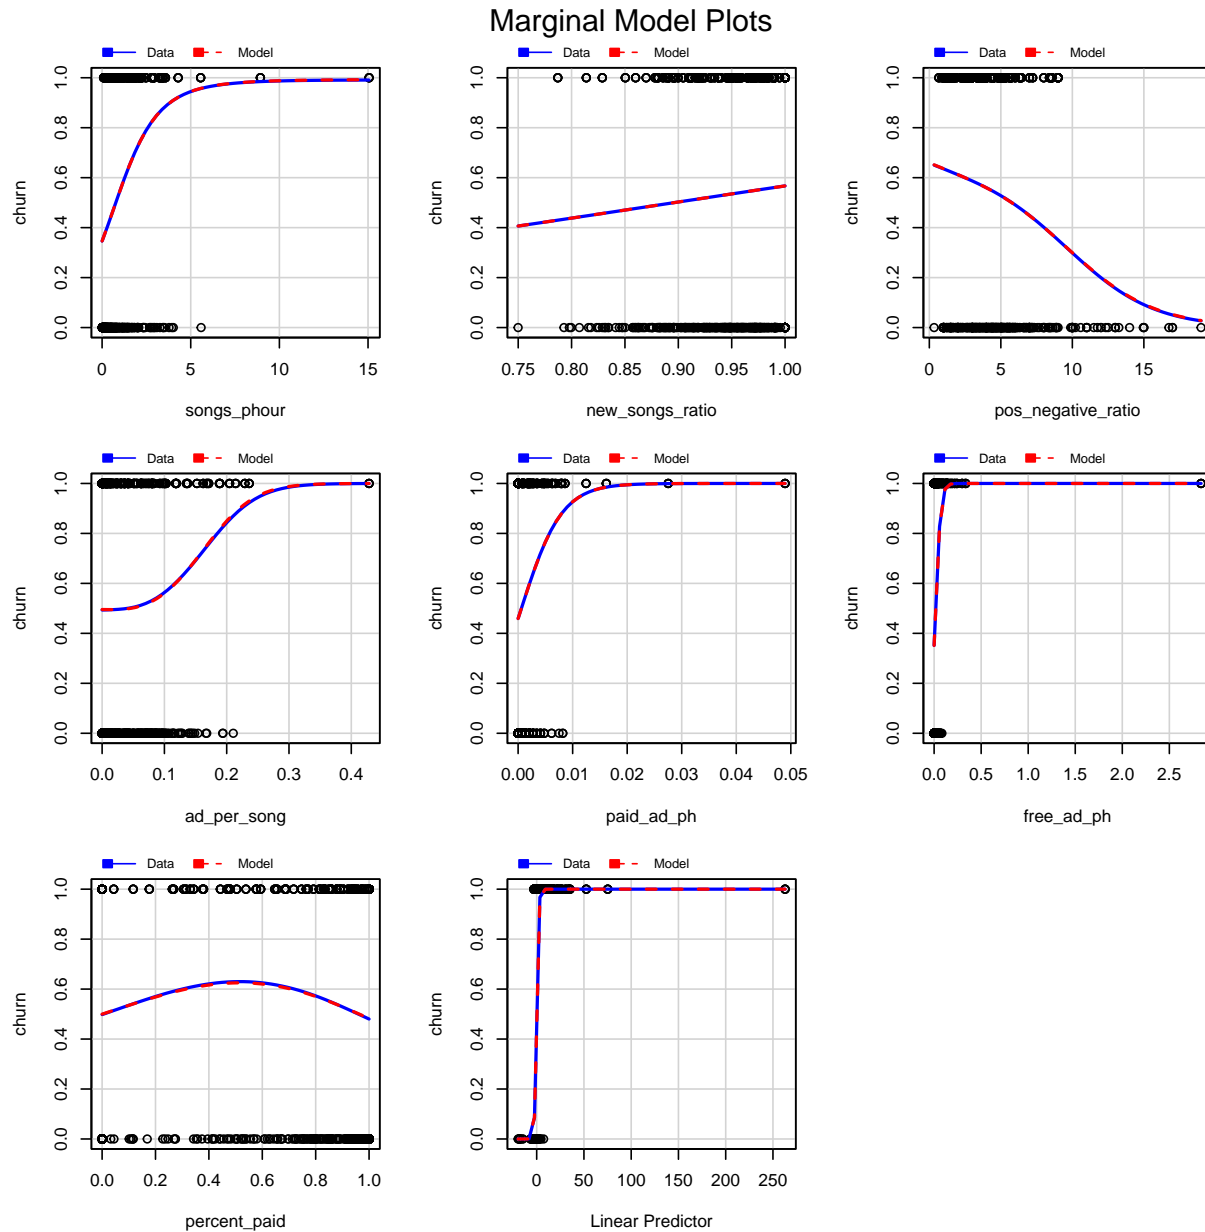 Marginal Model Plots
Data Model
churn
0.0 0.2 0.4 0.6 0.8 1.0
0 5 10 15
songs_phour
Data Model
churn
0.0 0.2 0.4 0.6 0.8 1.0
0.75 0.80 0.85 0.90 0.95 1.00
new_songs_ratio
Data Model
churn
0.0 0.2 0.4 0.6 0.8 1.0
0 5 10 15
pos_negative_ratio
Data Model
churn
0.0 0.2 0.4 0.6 0.8 1.0
0.0 0.1 0.2 0.3 0.4
ad_per_song
Data Model
churn
0.0 0.2 0.4 0.6 0.8 1.0
0.00 0.01 0.02 0.03 0.04 0.05
paid_ad_ph
Data Model
churn
0.0 0.2 0.4 0.6 0.8 1.0
0.0 0.5 1.0 1.5 2.0 2.5
free_ad_ph
Data Model
churn
0.0 0.2 0.4 0.6 0.8 1.0
0.0 0.2 0.4 0.6 0.8 1.0
percent_paid
Data Model
churn
0.0 0.2 0.4 0.6 0.8 1.0
0 50 100 150 200 250
Linear Predictor